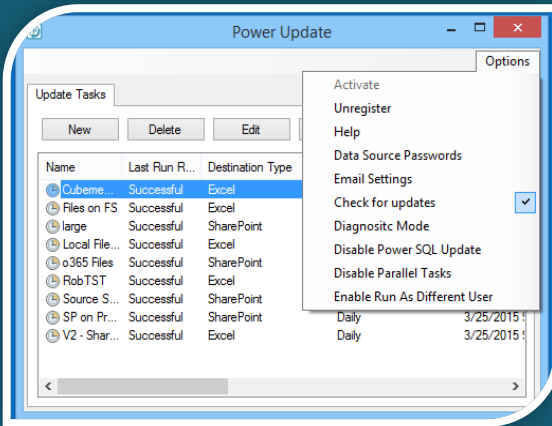 Power Update
Options
Activate
Unregister
Help
Data Source Passwords
Email Settings
Check for updates
Diagnositc Mode
Disable Power SQL Update
Disable Parallel Tasks
Enable Run As Different User
Update Tasks
New Delete Edit
Name Last Run R... Destination Type
Cubeme... Successful Excel
Files on FS Successful Excel
large Successful SharePoint
Local File... Successful Excel
o365 Files Successful SharePoint
RobTST Successful Excel
Source S... Successful SharePoint
SP on Pr... Successful SharePoint Daily 3/25/2015
V2 - Shar... Successful Excel Daily 3/25/2015